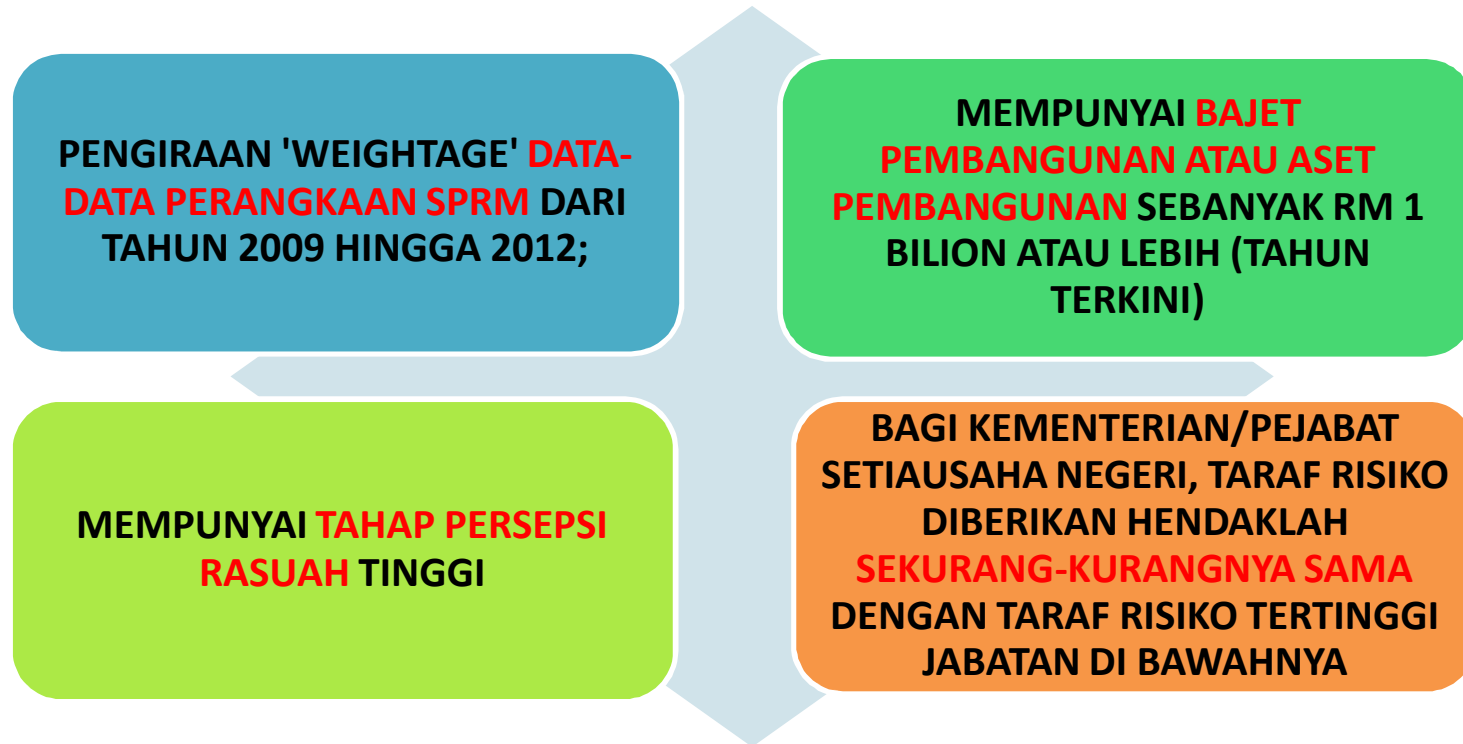 PENGIRAAN 'WEIGHTAGE' DATA-
DATA PERANGKAAN SPRM DARI
TAHUN 2009 HINGGA 2012;
MEMPUNYAI BAJET
PEMBANGUNAN ATAU ASET
PEMBANGUNAN SEBANYAK RM 1
BILION ATAU LEBIH (TAHUN
TERKINI)
MEMPUNYAI TAHAP PERSEPSI
RASUAH TINGGI
BAGI KEMENTERIAN/PEJABAT
SETIAUSAHA NEGERI, TARAF RISIKO
DIBERIKAN HENDAKLAH
SEKURANG-KURANGNYA SAMA
DENGAN TARAF RISIKO TERTINGGI
JABATAN DI BAWAHNYA